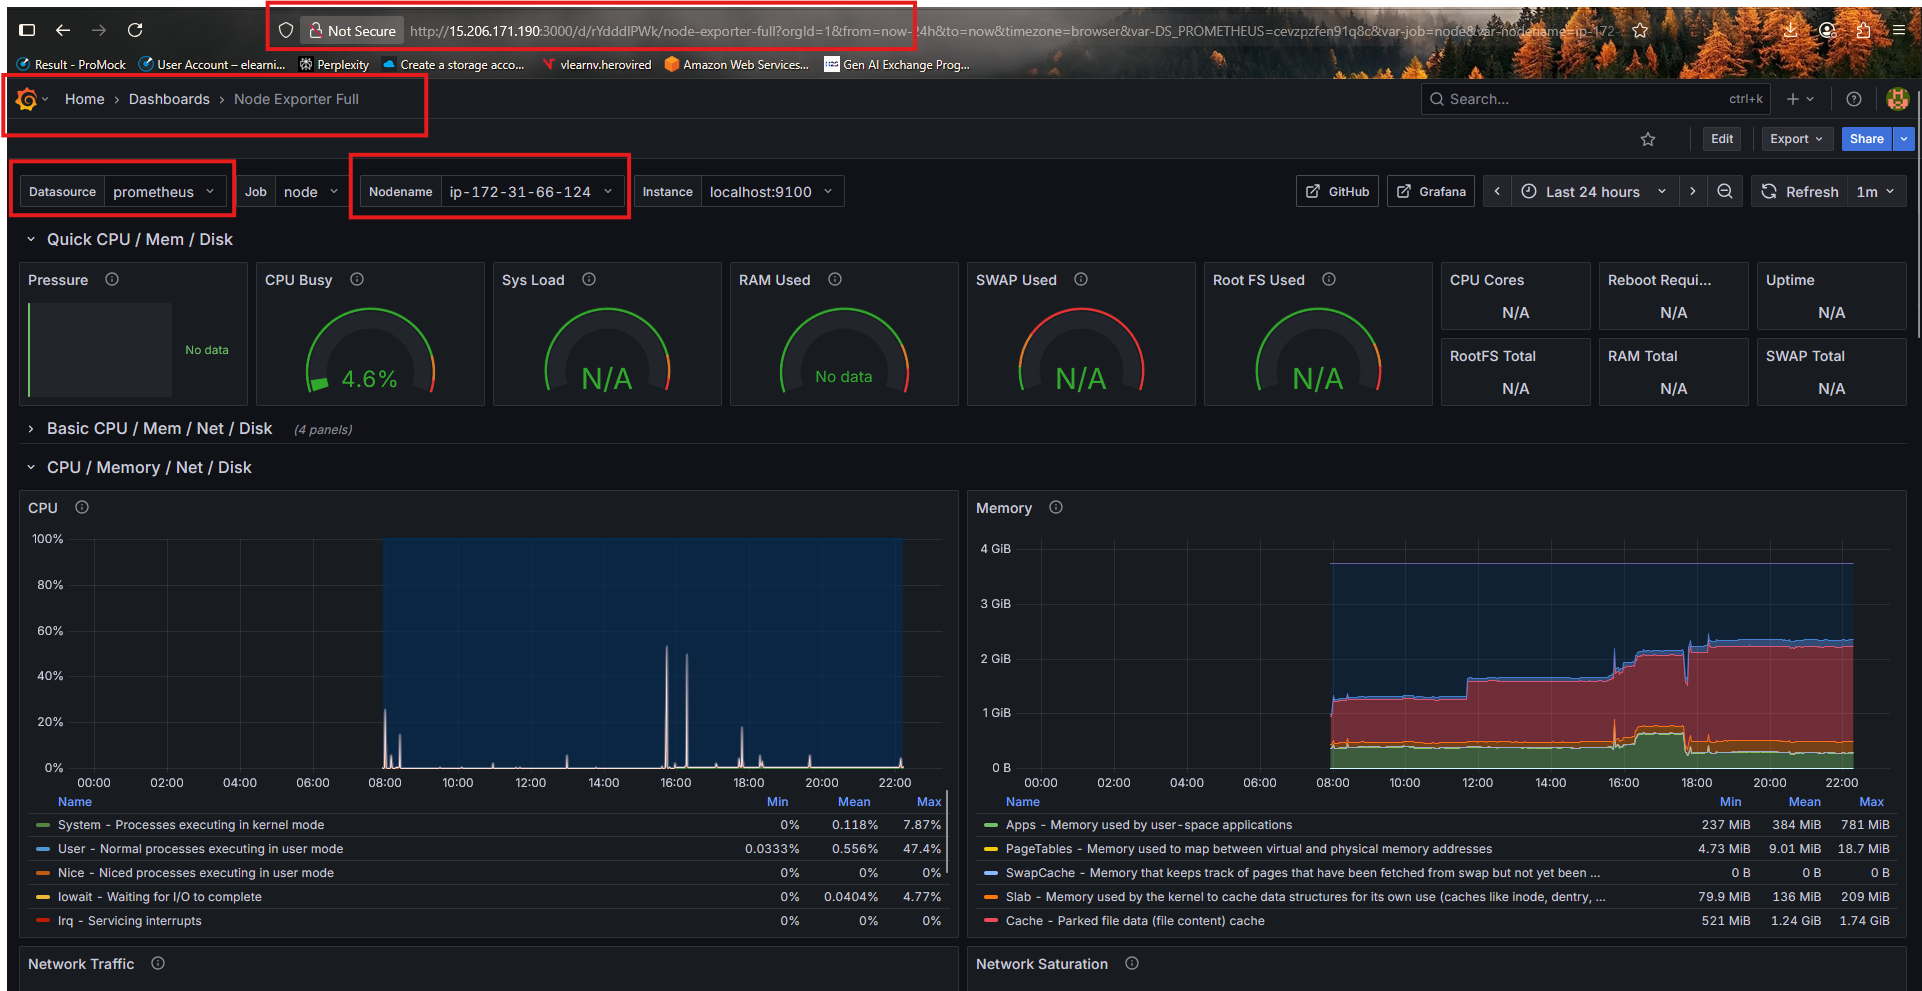 Not Secure http://15.206.171.190:3000/d/rYdddlPWk/node-exporter-full?orgId=1&from=now-24h&to=now&timezone=browser&var-DS_PROMETHEUS=cevzpzfen91q8c&var-job=node&var-nodename=ip-172-
Result - ProMock User Account – elearni... Perplexity Create a storage acco... vlearnv.herovired Amazon Web Services... Gen AI Exchange Prog...
Home › Dashboards › Node Exporter Full Search... ctrl+k
Edit Export Share
Datasource prometheus Job node Nodename ip-172-31-66-124 Instance localhost:9100 GitHub Grafana Last 24 hours Refresh 1m
Quick CPU / Mem / Disk
Pressure CPU Busy Sys Load RAM Used SWAP Used Root FS Used CPU Cores Reboot Requi... Uptime
N/A N/A N/A
No data 4.6% N/A No data N/A N/A
RootFS Total RAM Total SWAP Total
N/A N/A N/A
Basic CPU / Mem / Net / Disk (4 panels)
CPU / Memory / Net / Disk
CPU
100%
80%
60%
40%
20%
0%
00:00 02:00 04:00 06:00 08:00 10:00 12:00 14:00 16:00 18:00 20:00 22:00
Name Min Mean Max
System - Processes executing in kernel mode 0% 0.118% 7.87%
User - Normal processes executing in user mode 0.0333% 0.556% 47.4%
Nice - Niced processes executing in user mode 0% 0% 0%
Iowait - Waiting for I/O to complete 0% 0.0404% 4.77%
Irq - Servicing interrupts 0% 0% 0%
Memory
4 GiB
3 GiB
2 GiB
1 GiB
0 B
00:00 02:00 04:00 06:00 08:00 10:00 12:00 14:00 16:00 18:00 20:00 22:00
Name Min Mean Max
Apps - Memory used by user-space applications 237 MiB 384 MiB 781 MiB
PageTables - Memory used to map between virtual and physical memory addresses 4.73 MiB 9.01 MiB 18.7 MiB
SwapCache - Memory that keeps track of pages that have been fetched from swap but not yet been ... 0 B 0 B 0 B
Slab - Memory used by the kernel to cache data structures for its own use (caches like inode, dentry, ... 79.9 MiB 136 MiB 209 MiB
Cache - Parked file data (file content) cache 521 MiB 1.24 GiB 1.74 GiB
Network Traffic Network Saturation